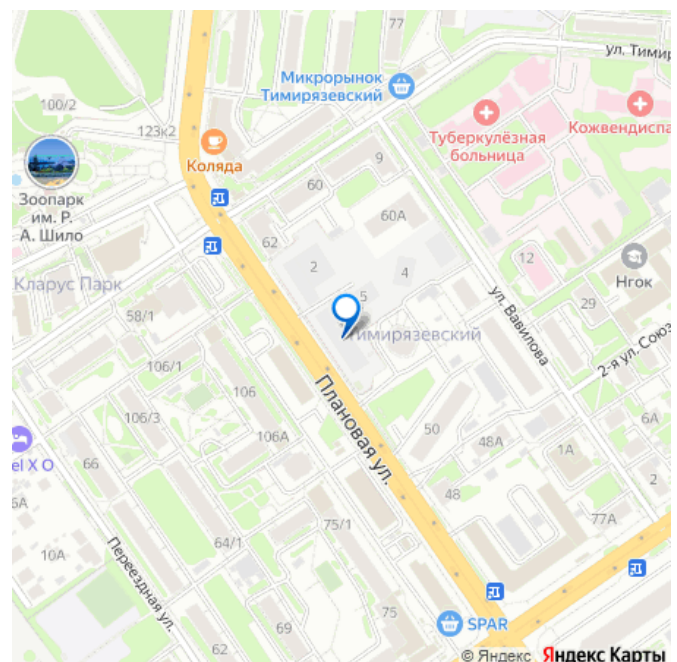 77
ул. Тимир
Микрорынок
Тимирязевский
100/2
123к2
Туберкулёзная
больница
Кожвендиспа
Коляда
9
60
Зоопарк
им. Р.
А. Шило
60А
62
2
4
12
Нгок
Кларус Парк
5
29
58/1
Тимирязевский
ул. Вавилова
2-я ул. Союз
106/1
106
Плановая ул.
106/3
106А
50
48А
6А
1А
el X O
66
48
2
6А
75/1
77А
64/1
10А
Переездная ул.
75
SPAR
69
62
© Яндекс Яндекс Карты